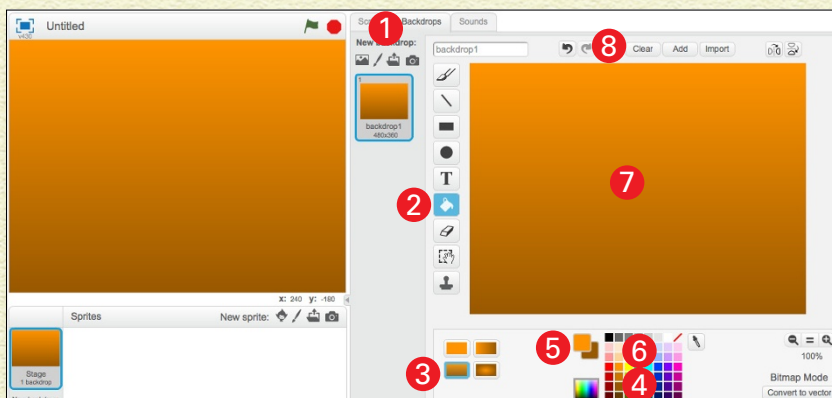 Untitled
v430
Backdrops
Sounds
1
New backdrop:
backdrop1
8
Clear
Add
Import
1
backdrop1
480x360
T
2
7
X: 240 Y: -180
Sprites
New sprite:
Stage
1 backdrop
3
5
6
4
100%
Bitmap Mode
Convert to vector